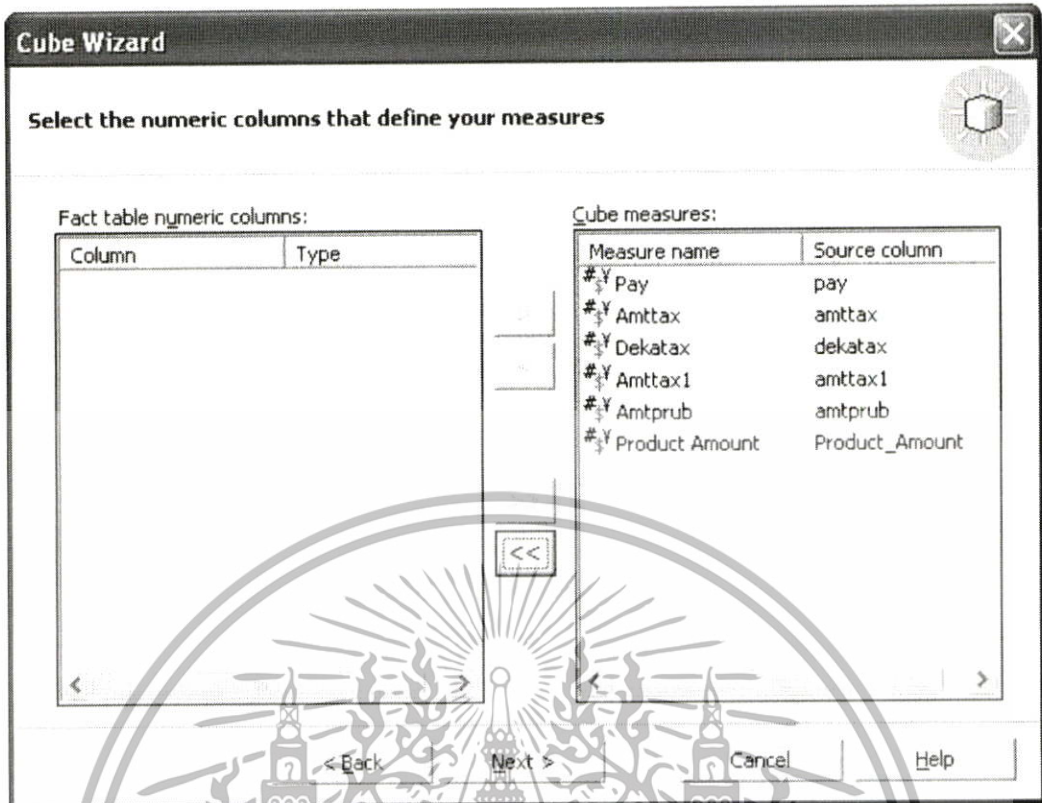 Cube Wizard
Select the numeric columns that define your measures
Fact table numeric columns:
Column Type
Cube measures:
Measure name Source column
Pay pay
Amttax amttax
Dekatax dekatax
Amttax1 amttax1
Amtprub amtprub
Product Amount Product_Amount
<<
< Back Next > Cancel Help